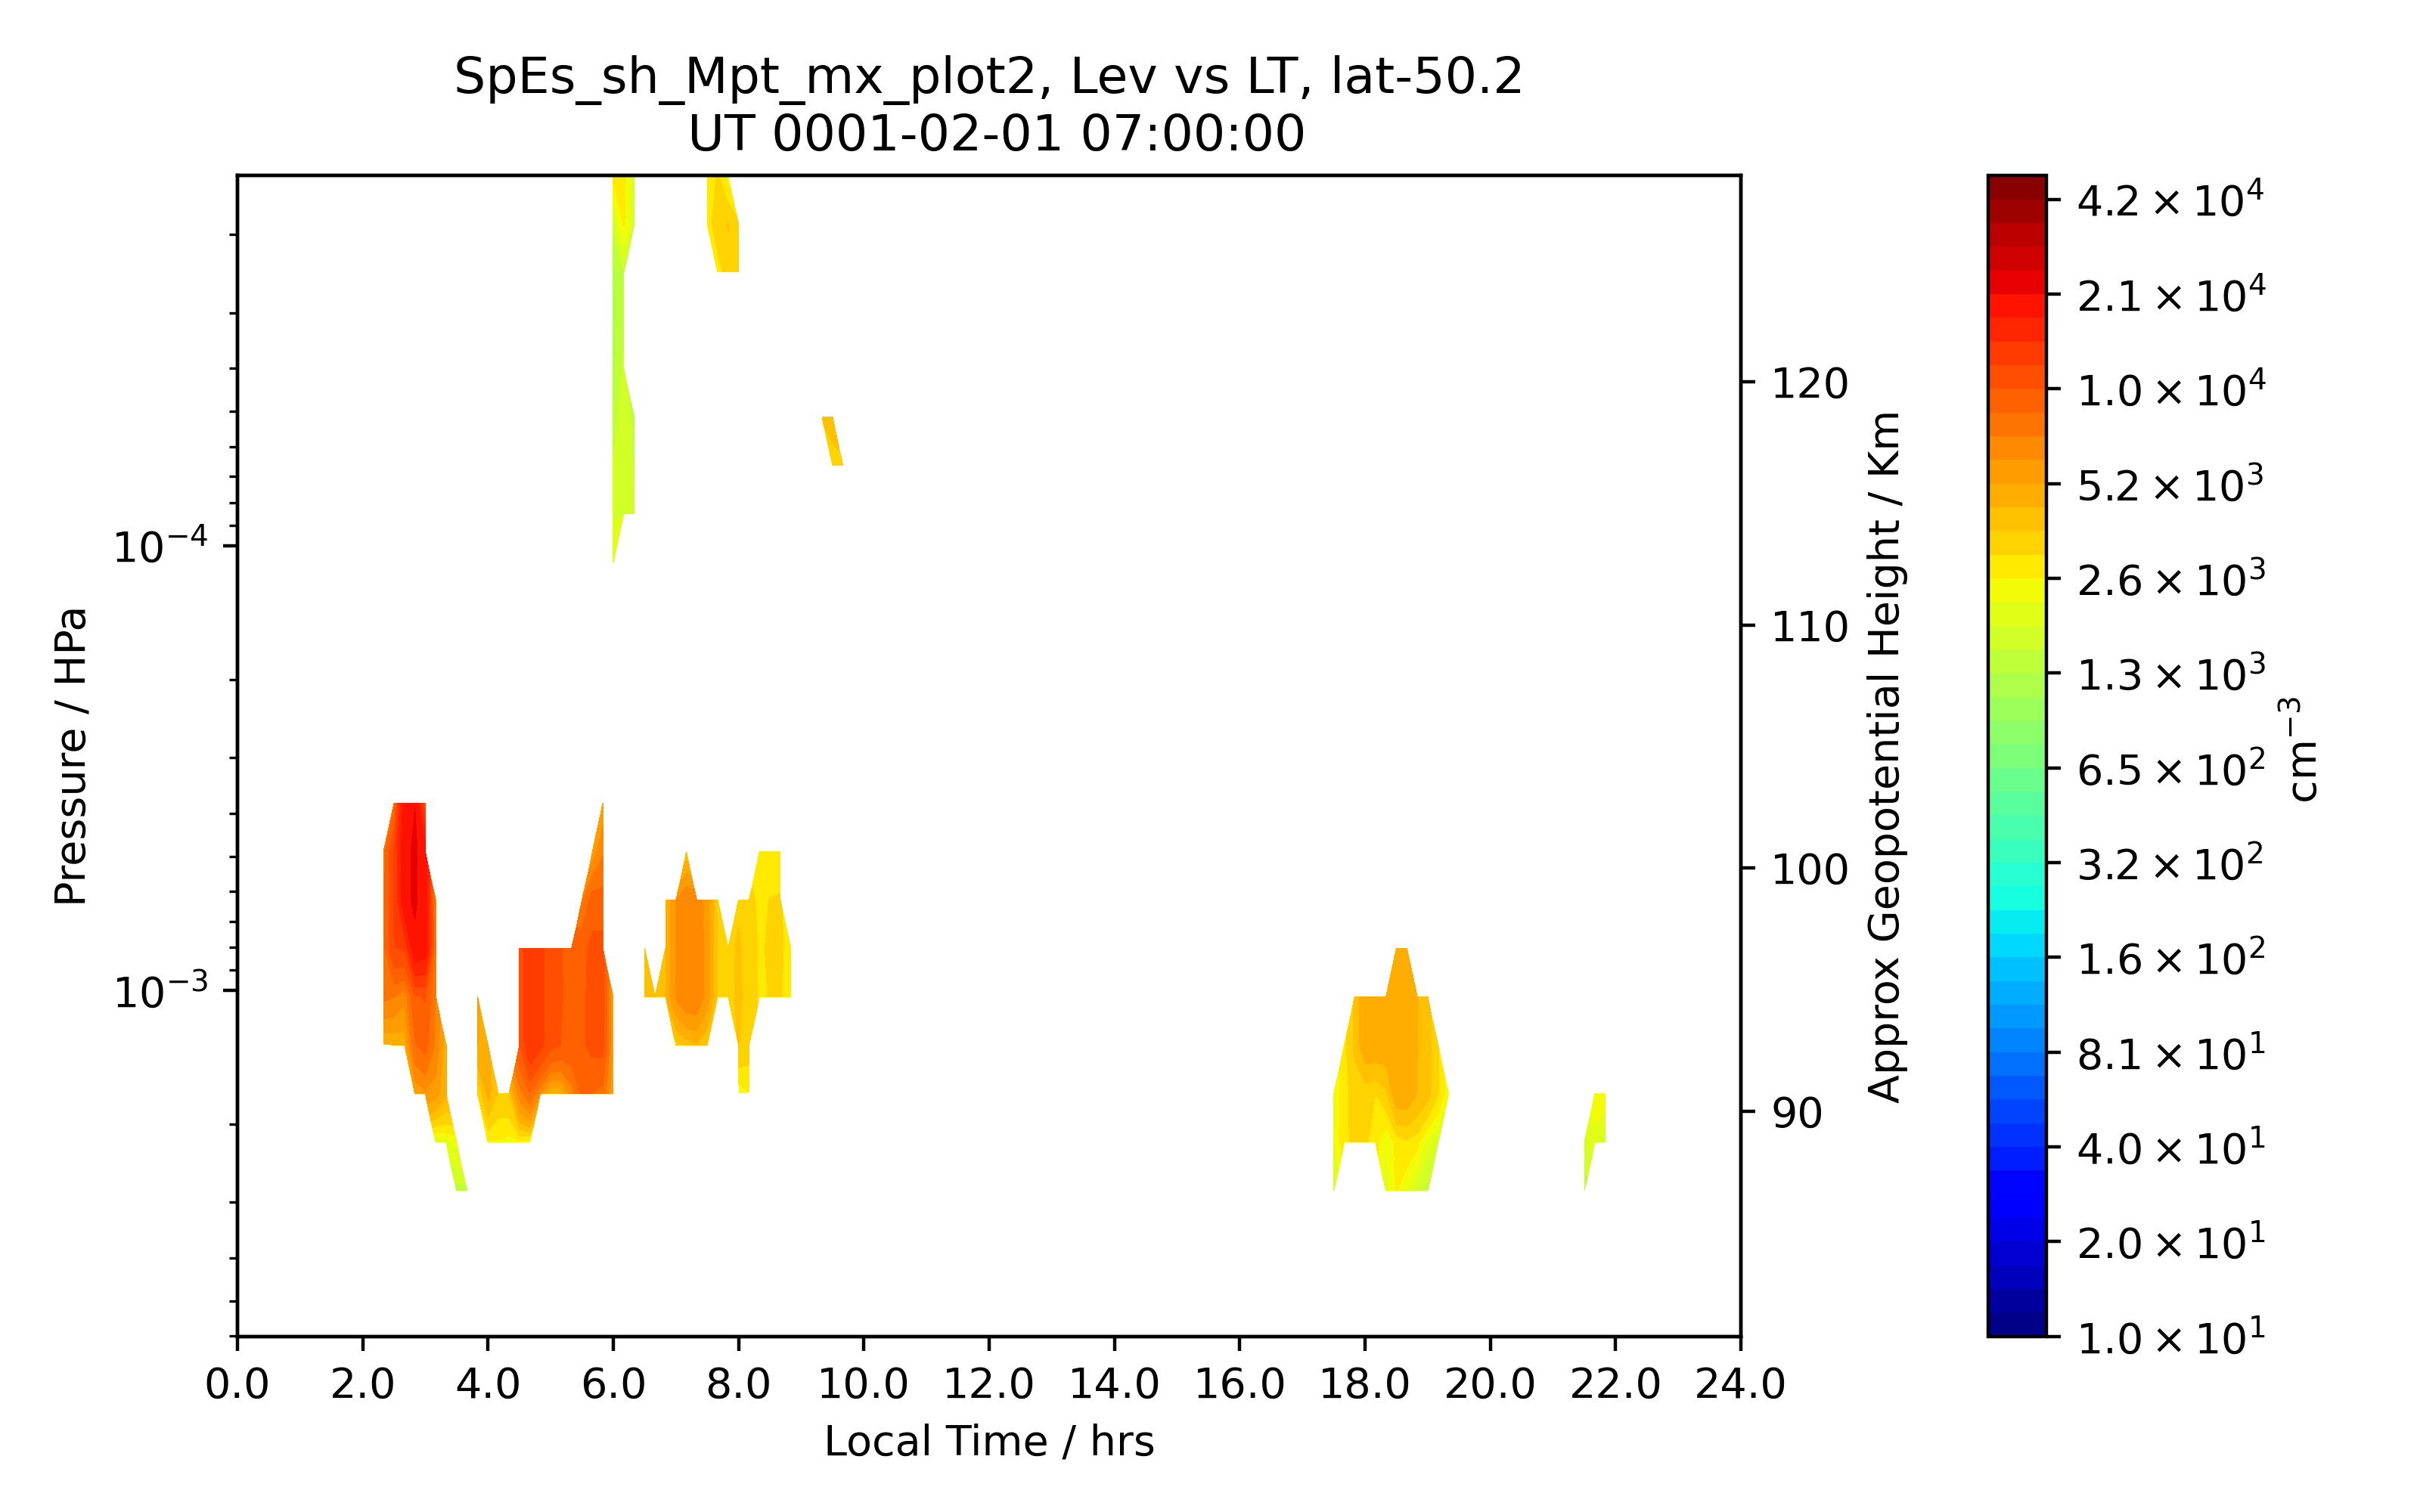 SpEs_sh_Mpt_mx_plot2, Lev vs LT, lat-50.2
UT 0001-02-01 07:00:00
Pressure / HPa
10⁻⁴
10⁻³
0.0 2.0 4.0 6.0 8.0 10.0 12.0 14.0 16.0 18.0 20.0 22.0 24.0
Local Time / hrs
120
110
100
90
Approx Geopotential Height / Km
4.2 × 10⁴
2.1 × 10⁴
1.0 × 10⁴
5.2 × 10³
2.6 × 10³
1.3 × 10³
6.5 × 10²
3.2 × 10²
1.6 × 10²
8.1 × 10¹
4.0 × 10¹
2.0 × 10¹
1.0 × 10¹
cm⁻³